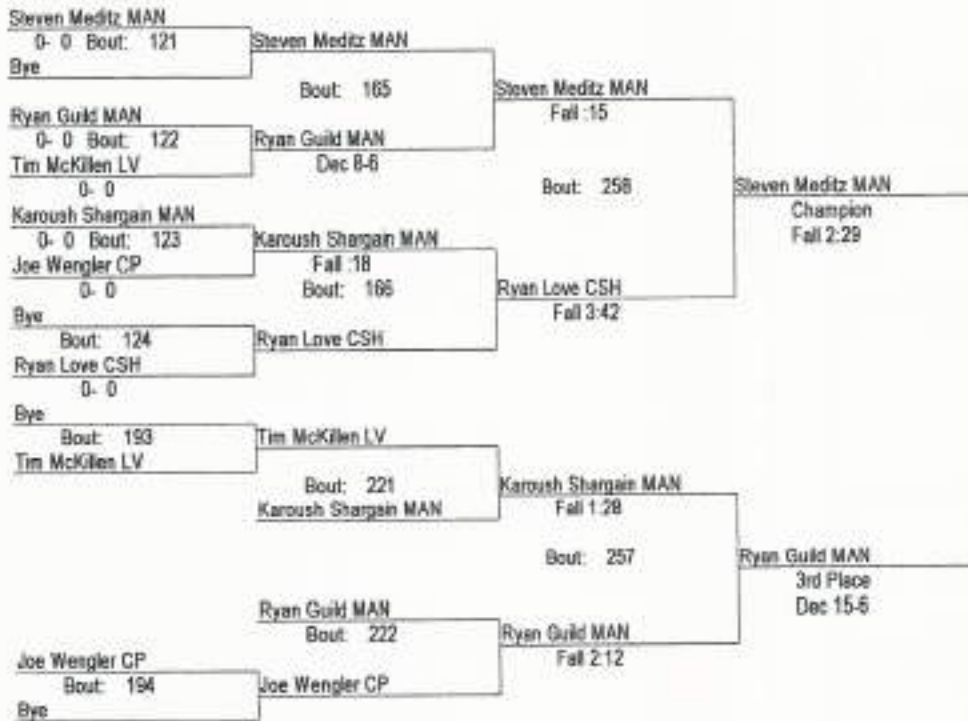 Steven Meditz MAN
0- 0 Bout: 121
Bye
Steven Meditz MAN
Bout: 165
Ryan Guild MAN
0- 0 Bout: 122
Tim McKillen LV
0- 0
Ryan Guild MAN
Dec 8-6
Steven Meditz MAN
Fall :15
Bout: 258
Karoush Shargain MAN
0- 0 Bout: 123
Joe Wengler CP
0- 0
Karoush Shargain MAN
Fall :18
Bout: 166
Bye
Bout: 124
Ryan Love CSH
0- 0
Ryan Love CSH
Ryan Love CSH
Fall 3:42
Steven Meditz MAN
Champion
Fall 2:29
Bye
Bout: 193
Tim McKillen LV
Tim McKillen LV
Bout: 221
Karoush Shargain MAN
Karoush Shargain MAN
Fall 1:28
Bout: 257
Ryan Guild MAN
Bout: 222
Joe Wengler CP
Bout: 194
Bye
Joe Wengler CP
Ryan Guild MAN
Fall 2:12
Ryan Guild MAN
3rd Place
Dec 15-6